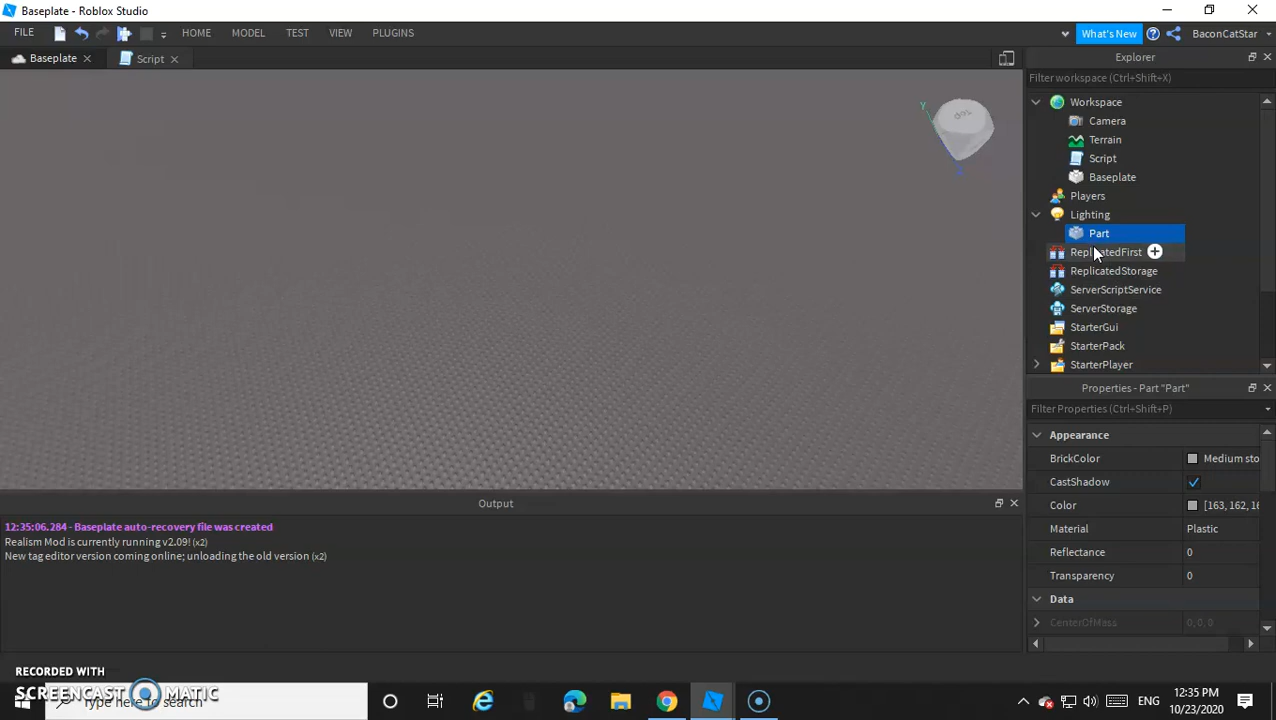 Baseplate - Roblox Studio
FILE HOME MODEL TEST VIEW PLUGINS What's New BaconCatStar
Baseplate Script
Explorer
Filter workspace (Ctrl+Shift+X)
Workspace
Camera
Terrain
Script
Baseplate
Players
Lighting
Part
ReplicatedFirst
ReplicatedStorage
ServerScriptService
ServerStorage
StarterGui
StarterPack
StarterPlayer
Y
Properties - Part "Part"
Filter Properties (Ctrl+Shift+P)
Appearance
BrickColor Medium sto
CastShadow
Color [163, 162, 16
Material Plastic
Reflectance 0
Transparency 0
Data
CenterOfMass 0, 0, 0
Output
12:35:06.284 - Baseplate auto-recovery file was created
Realism Mod is currently running v2.09! (x2)
New tag editor version coming online; unloading the old version (x2)
RECORDED WITH
SCREENCAST MATIC
Type here to search
ENG
12:35 PM
10/23/2020